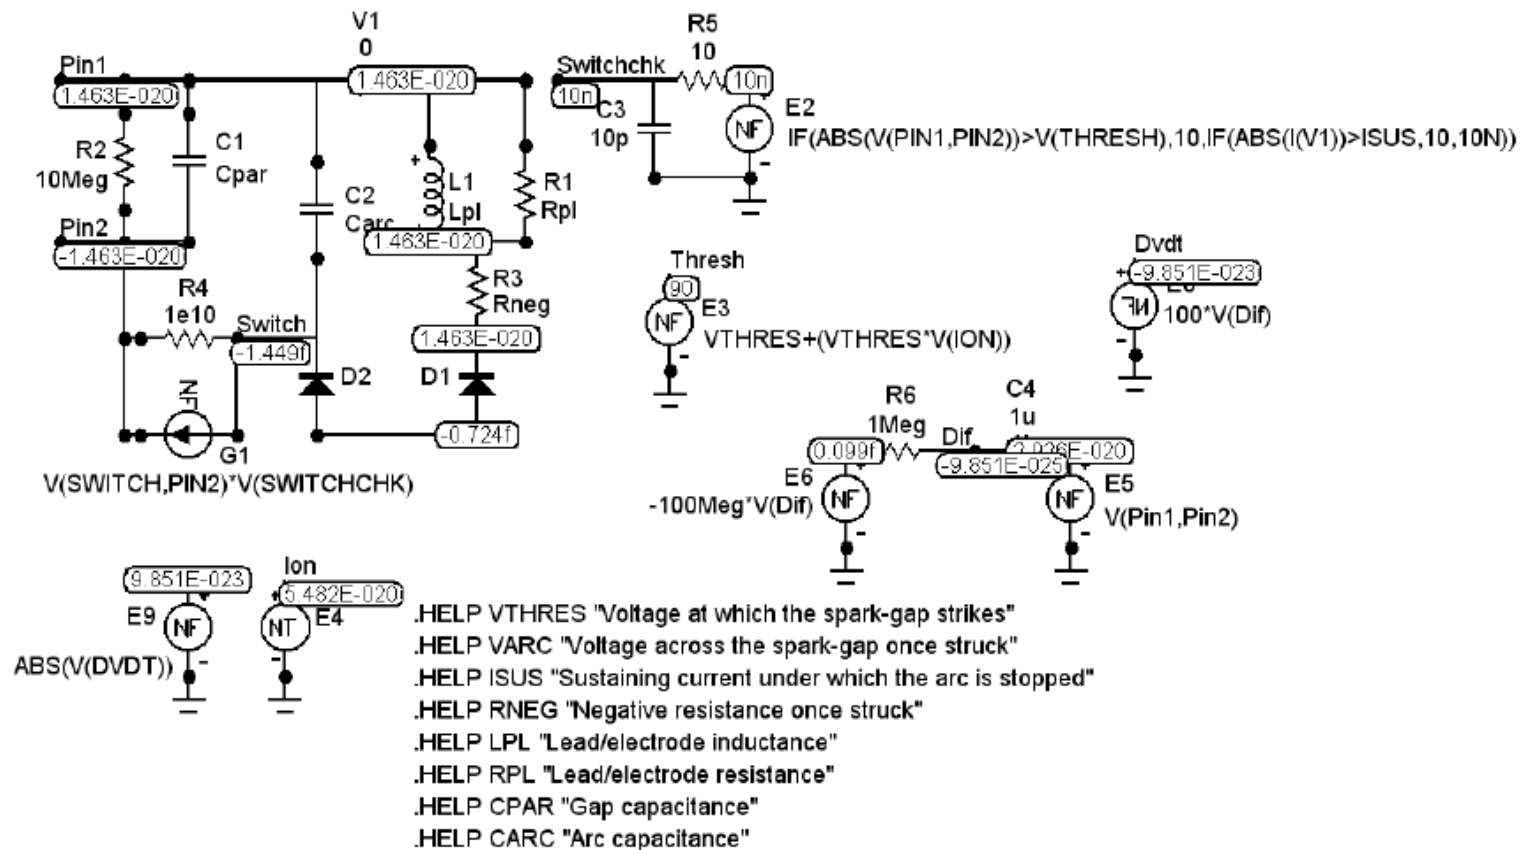 V1
0
Pin1
1.463E-020
1.463E-020
R2
10Meg
C1
Cpar
C2
Carc
L1
Lpl
R1
Rpl
Pin2
-1.463E-020
1.463E-020
R4
1e10
Switch
-1.449f
R3
Rneg
1.463E-020
D2
D1
-0.724f
NF
G1
V(SWITCH,PIN2)*V(SWITCHCHK)
R5
10
Switchchk
10n
10n
C3
10p
E2
NF
IF(ABS(V(PIN1,PIN2))>V(THRESH),10,IF(ABS(I(V1))>ISUS,10,10N))
Thresh
90
E3
NF
VTHRES+(VTHRES*V(ION))
Dvdt
-9.851E-023
NF
100*V(Dif)
R6
1Meg
C4
1u
Dif
0.099f
-9.851E-025
E6
NF
-100Meg*V(Dif)
E5
NF
V(Pin1,Pin2)
9.851E-023
E9
NF
ABS(V(DVDT))
Ion
5.482E-020
NT
E4
.HELP VTHRES "Voltage at which the spark-gap strikes"
.HELP VARC "Voltage across the spark-gap once struck"
.HELP ISUS "Sustaining current under which the arc is stopped"
.HELP RNEG "Negative resistance once struck"
.HELP LPL "Lead/electrode inductance"
.HELP RPL "Lead/electrode resistance"
.HELP CPAR "Gap capacitance"
.HELP CARC "Arc capacitance"